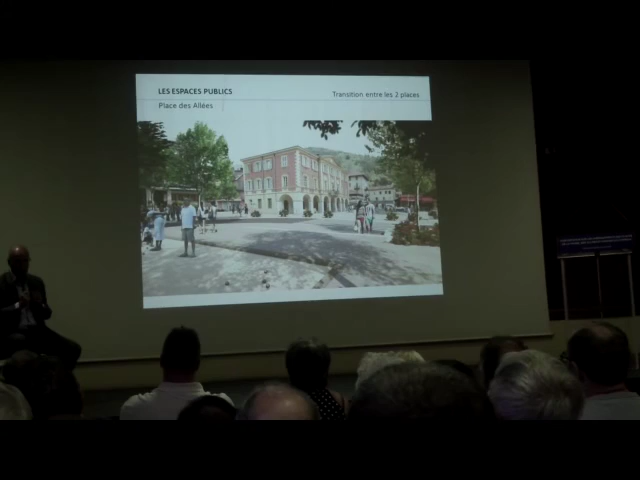 LES ESPACES PUBLICS
Transition entre les 2 places
Place des Allées